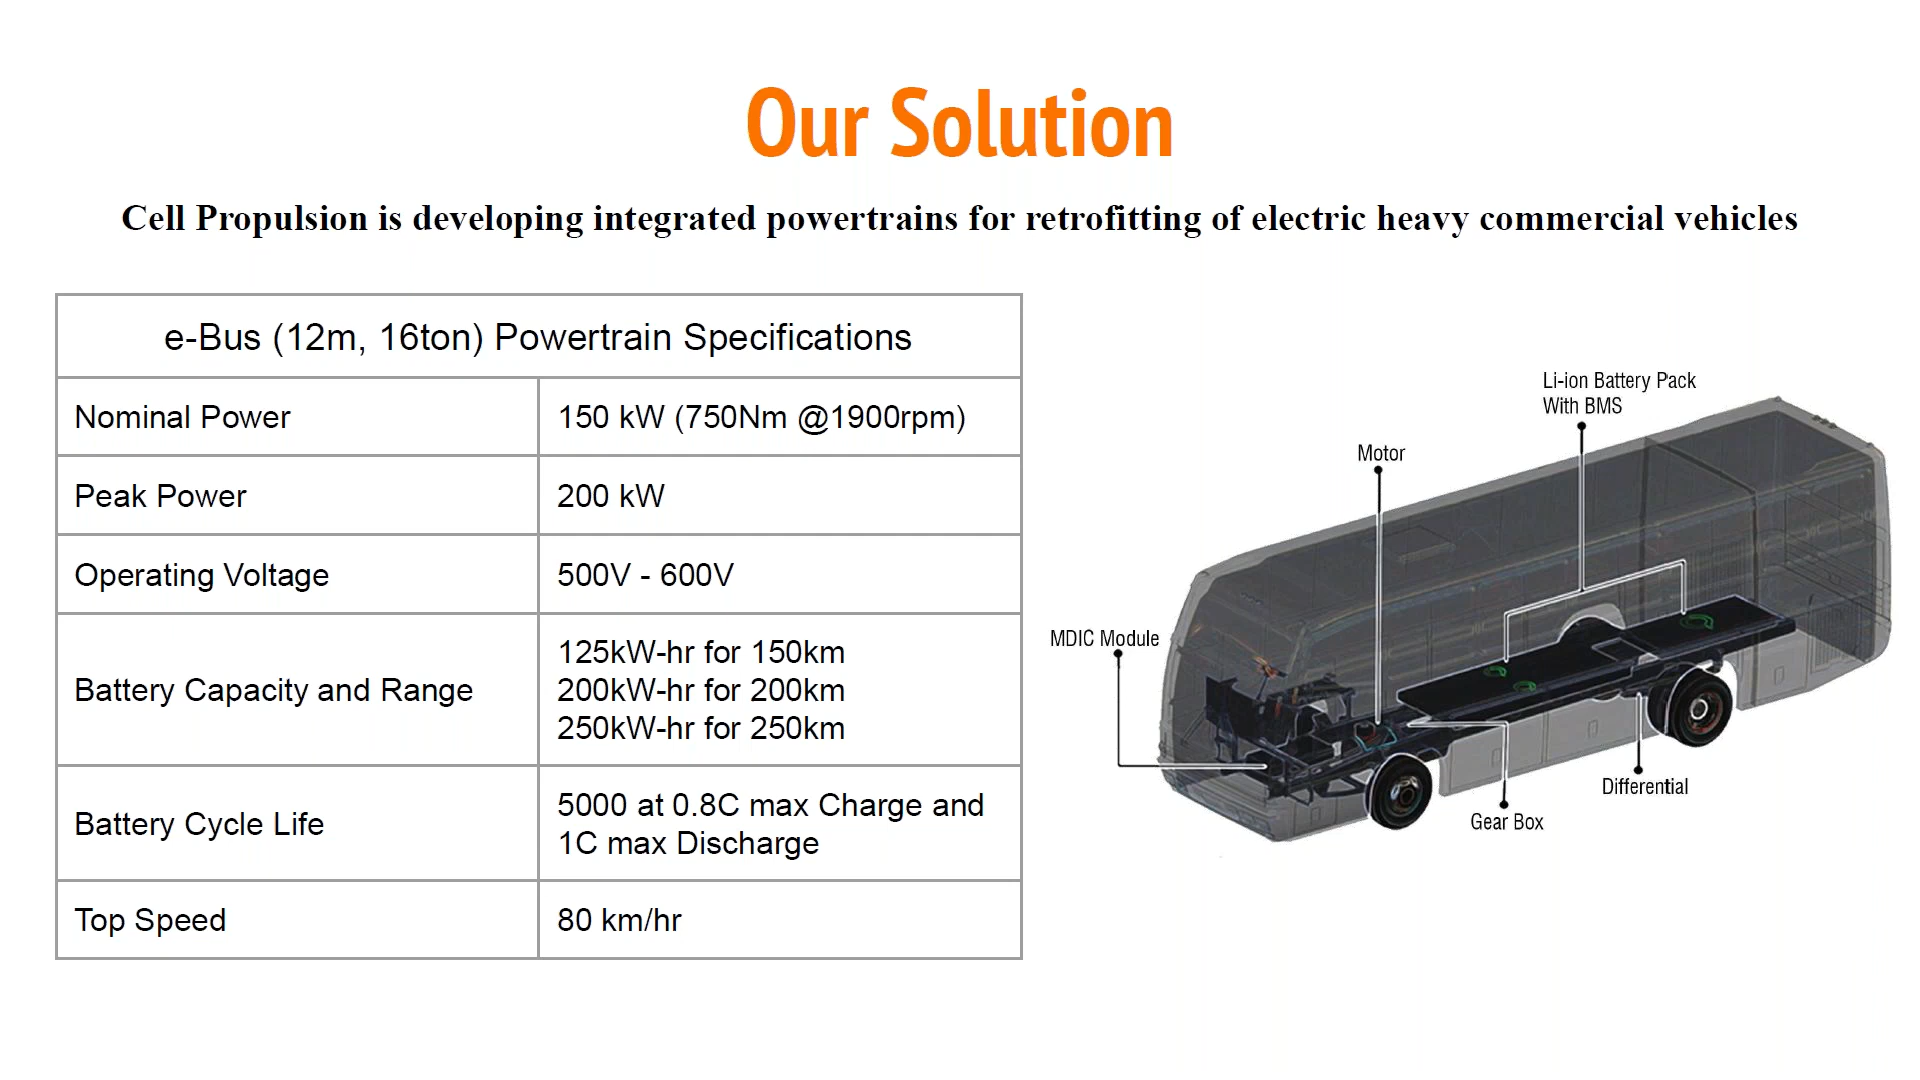 Our Solution
Cell Propulsion is developing integrated powertrains for retrofitting of electric heavy commercial vehicles
e-Bus (12m, 16ton) Powertrain Specifications
Nominal Power
150 kW (750Nm @1900rpm)
Peak Power
200 kW
Operating Voltage
500V - 600V
Battery Capacity and Range
125kW-hr for 150km
200kW-hr for 200km
250kW-hr for 250km
Battery Cycle Life
5000 at 0.8C max Charge and
1C max Discharge
Top Speed
80 km/hr
Li-ion Battery Pack
With BMS
Motor
MDIC Module
Differential
Gear Box